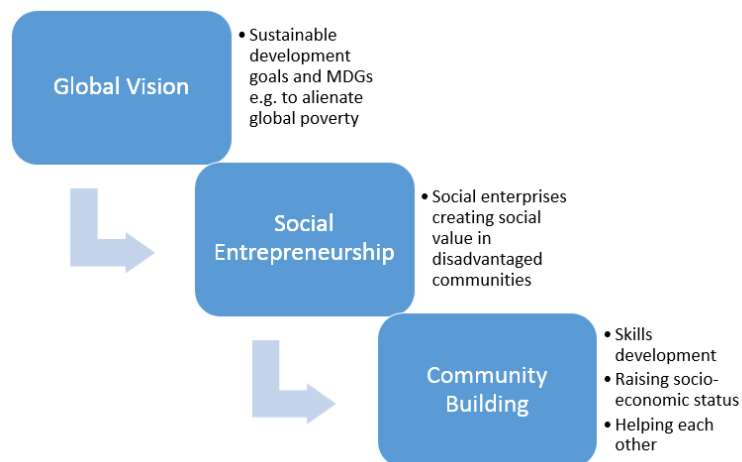 Global Vision
• Sustainable
development
goals and MDGs
e.g. to alienate
global poverty
Social
Entrepreneurship
• Social enterprises
creating social
value in
disadvantaged
communities
Community
Building
• Skills
development
• Raising socio-
economic status
• Helping each
other